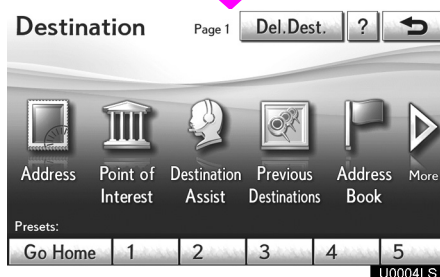 Destination Page 1 Del.Dest. ?
Address Point of Interest Destination Assist Previous Destinations Address Book More
Presets:
Go Home 1 2 3 4 5
U0004LS